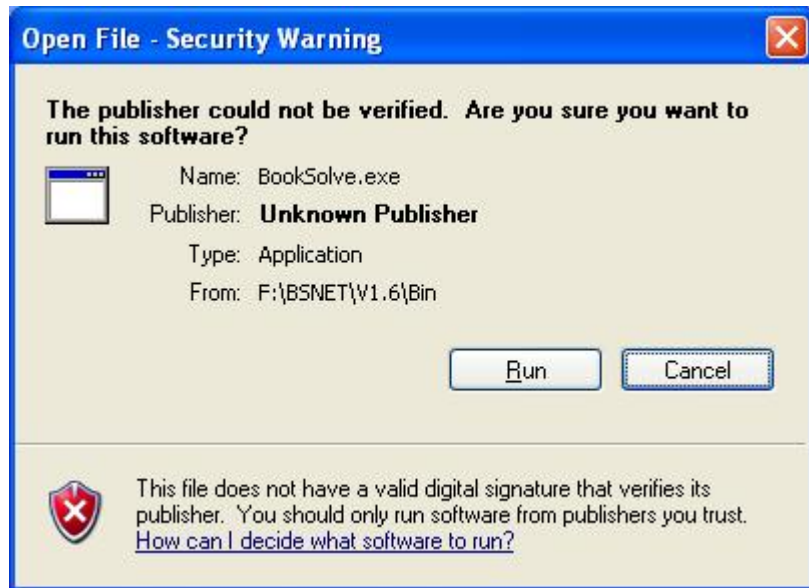 Open File - Security Warning
The publisher could not be verified.  Are you sure you want to
run this software?
Name: BookSolve.exe
Publisher: Unknown Publisher
Type: Application
From: F:\BSNET\V1.6\Bin
Run Cancel
This file does not have a valid digital signature that verifies its
publisher.  You should only run software from publishers you trust.
How can I decide what software to run?